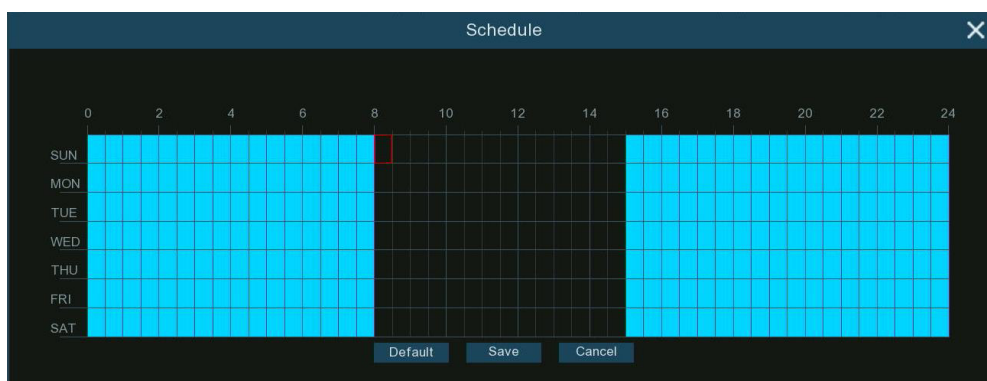 Schedule
0 2 4 6 8 10 12 14 16 18 20 22 24
SUN
MON
TUE
WED
THU
FRI
SAT
Default Save Cancel